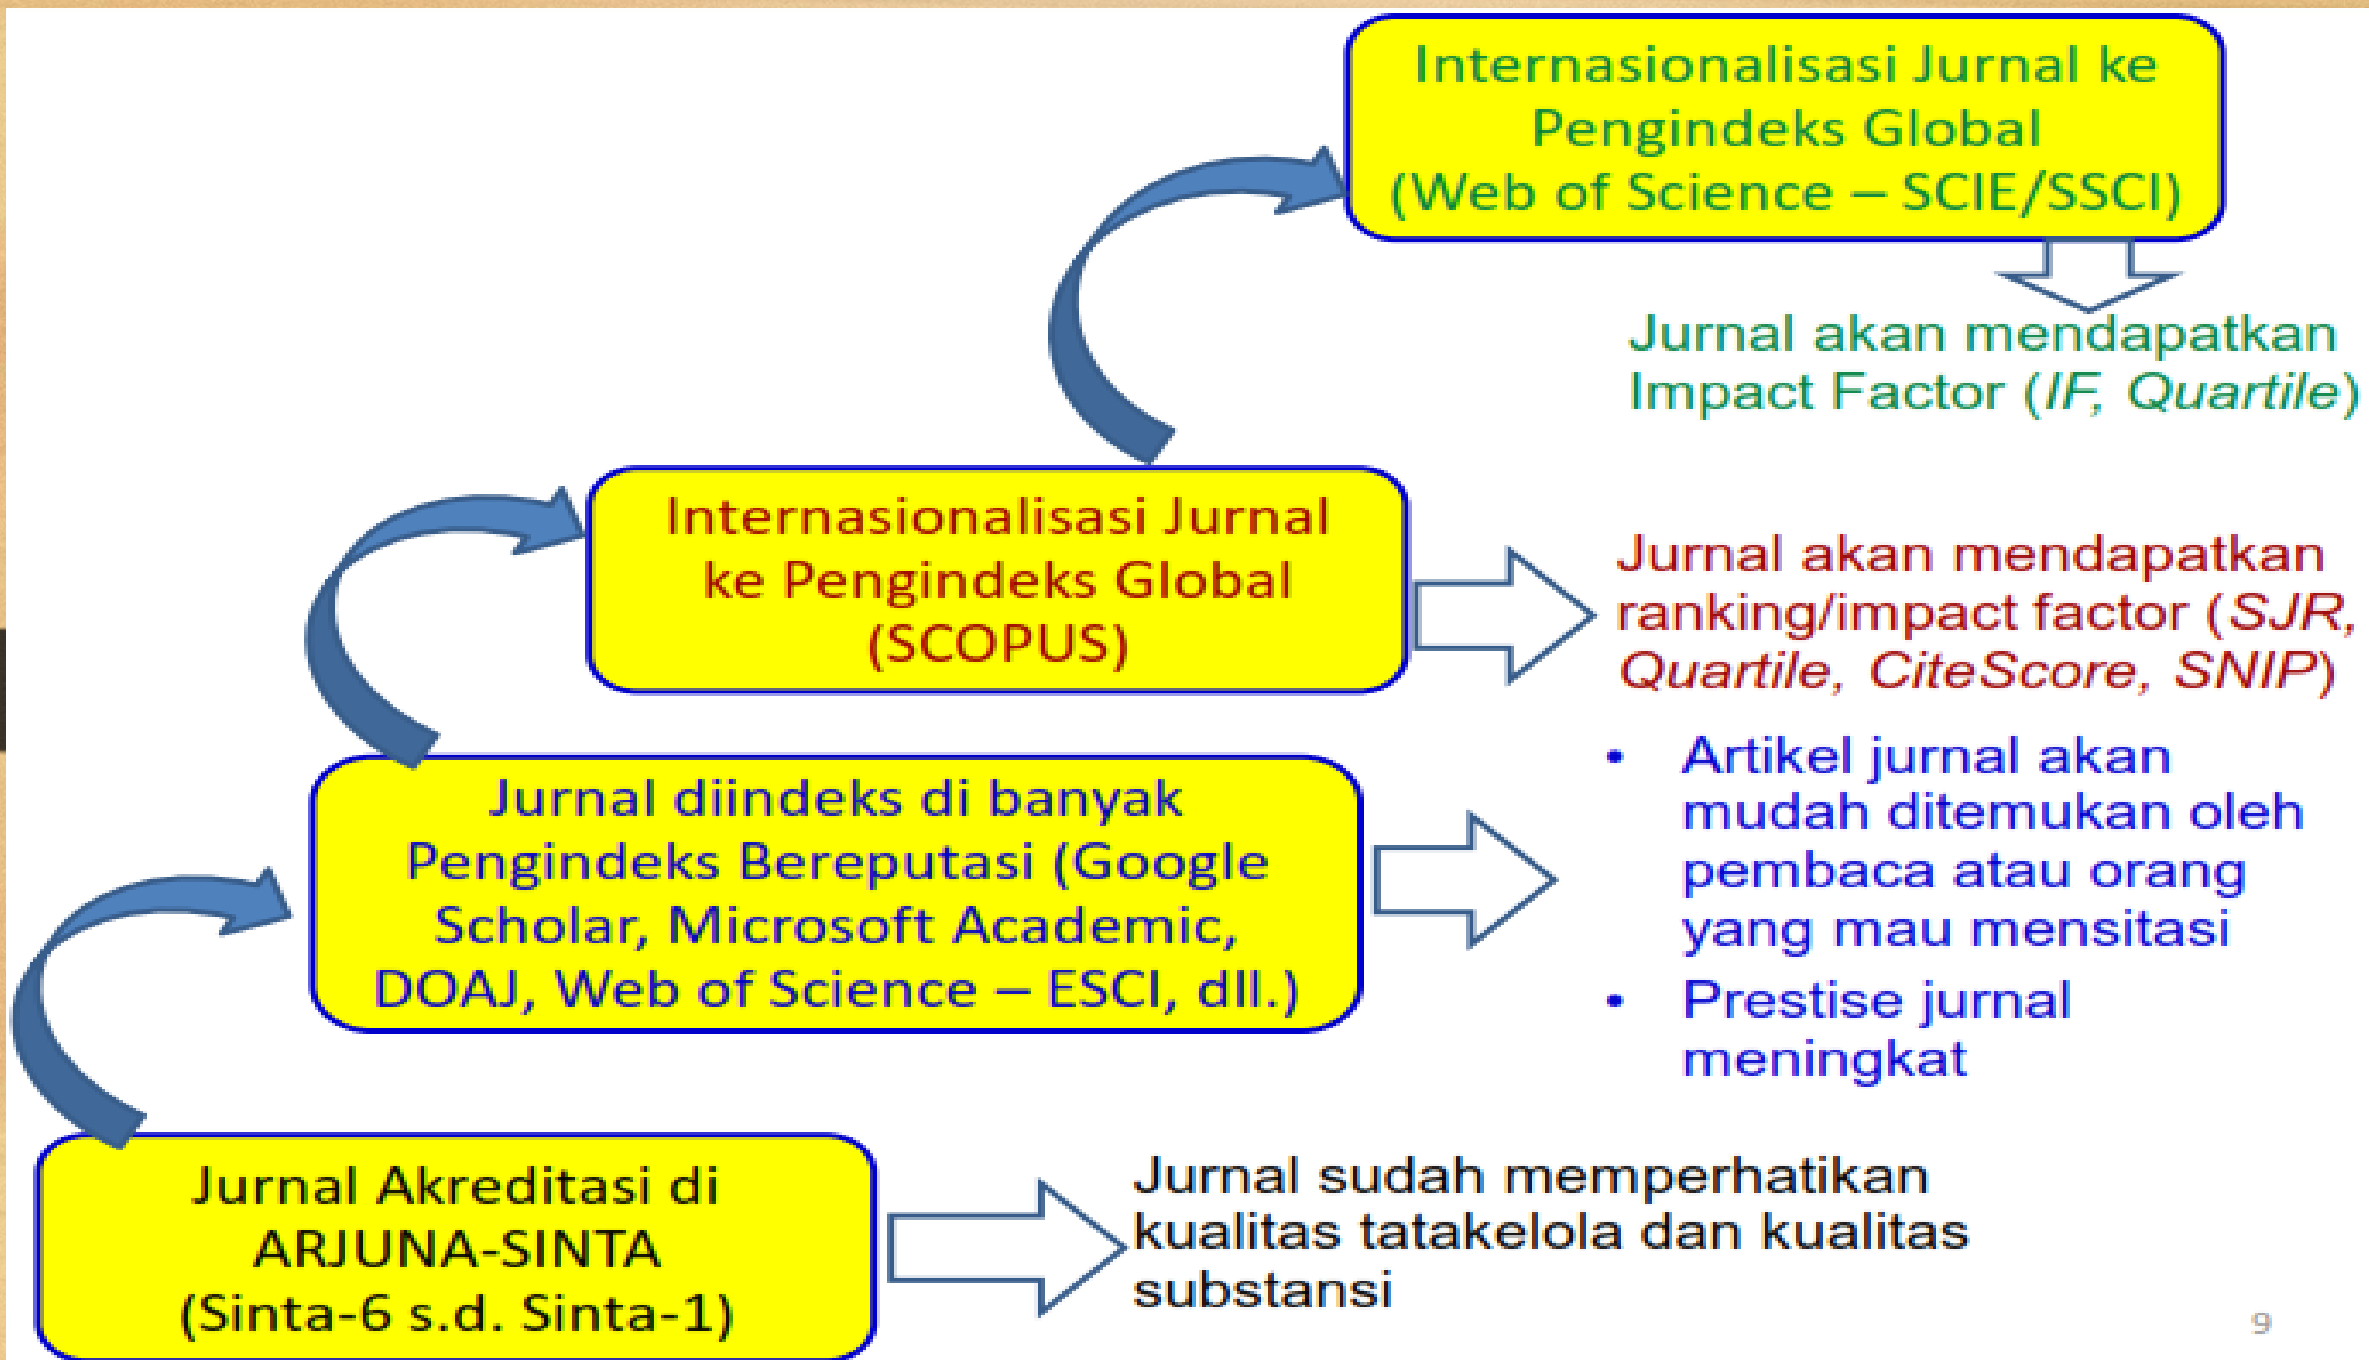 Internasionalisasi Jurnal ke
Pengindeks Global
(Web of Science – SCIE/SSCI)
Jurnal akan mendapatkan
Impact Factor (IF, Quartile)
Internasionalisasi Jurnal
ke Pengindeks Global
(SCOPUS)
Jurnal akan mendapatkan
ranking/impact factor (SJR,
Quartile, CiteScore, SNIP)
Jurnal diindeks di banyak
Pengindeks Bereputasi (Google
Scholar, Microsoft Academic,
DOAJ, Web of Science – ESCI, dll.)
• Artikel jurnal akan
mudah ditemukan oleh
pembaca atau orang
yang mau mensitasi
• Prestise jurnal
meningkat
Jurnal Akreditasi di
ARJUNA-SINTA
(Sinta-6 s.d. Sinta-1)
Jurnal sudah memperhatikan
kualitas tatakelola dan kualitas
substansi
9